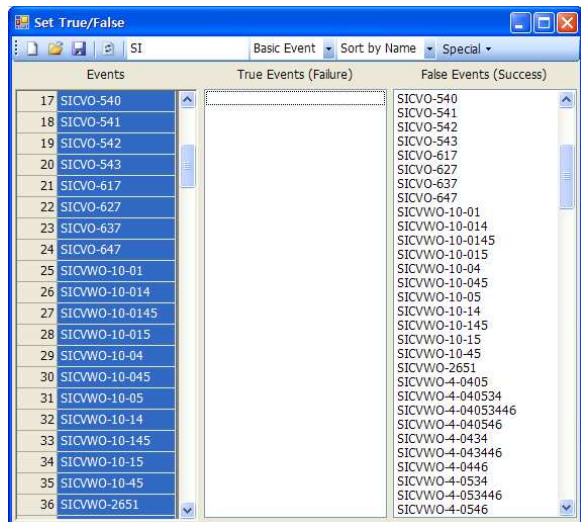 Set True/False
SI Basic Event Sort by Name Special
Events True Events (Failure) False Events (Success)
17 SICVO-540
18 SICVO-541
19 SICVO-542
20 SICVO-543
21 SICVO-617
22 SICVO-627
23 SICVO-637
24 SICVO-647
25 SICVWO-10-01
26 SICVWO-10-014
27 SICVWO-10-0145
28 SICVWO-10-015
29 SICVWO-10-04
30 SICVWO-10-045
31 SICVWO-10-05
32 SICVWO-10-14
33 SICVWO-10-145
34 SICVWO-10-15
35 SICVWO-10-45
36 SICVWO-2651
SICVO-540
SICVO-541
SICVO-542
SICVO-543
SICVO-617
SICVO-627
SICVO-637
SICVO-647
SICVWO-10-01
SICVWO-10-014
SICVWO-10-0145
SICVWO-10-015
SICVWO-10-04
SICVWO-10-045
SICVWO-10-05
SICVWO-10-14
SICVWO-10-145
SICVWO-10-15
SICVWO-10-45
SICVWO-2651
SICVWO-4-0405
SICVWO-4-040534
SICVWO-4-04053446
SICVWO-4-040546
SICVWO-4-0434
SICVWO-4-043446
SICVWO-4-0446
SICVWO-4-0534
SICVWO-4-053446
SICVWO-4-0546